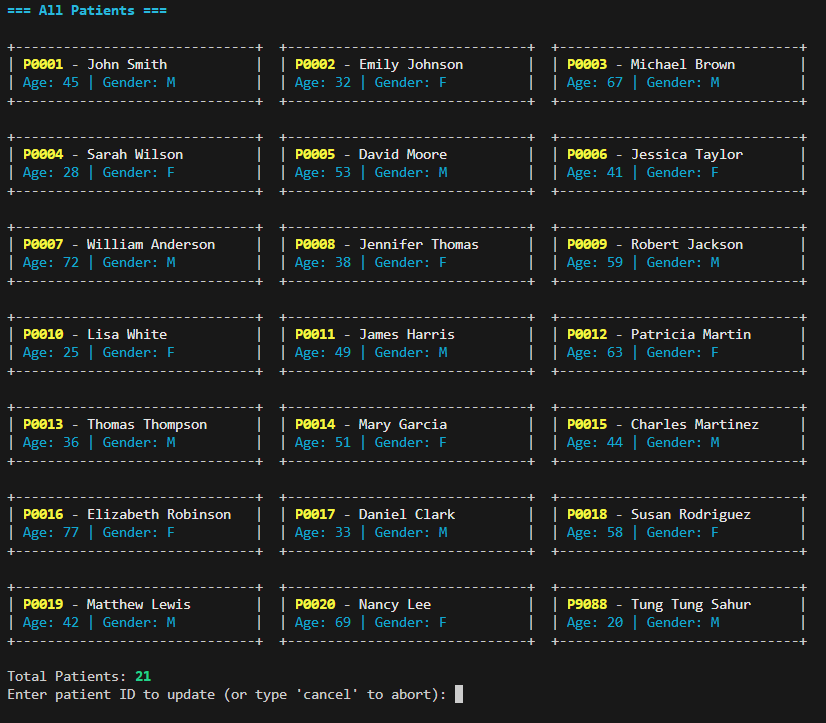 === All Patients ===
+------------------------------+  +------------------------------+  +------------------------------+
| P0001 - John Smith           |  | P0002 - Emily Johnson        |  | P0003 - Michael Brown        |
| Age: 45 | Gender: M          |  | Age: 32 | Gender: F          |  | Age: 67 | Gender: M          |
+------------------------------+  +------------------------------+  +------------------------------+
+------------------------------+  +------------------------------+  +------------------------------+
| P0004 - Sarah Wilson         |  | P0005 - David Moore          |  | P0006 - Jessica Taylor       |
| Age: 28 | Gender: F          |  | Age: 53 | Gender: M          |  | Age: 41 | Gender: F          |
+------------------------------+  +------------------------------+  +------------------------------+
+------------------------------+  +------------------------------+  +------------------------------+
| P0007 - William Anderson     |  | P0008 - Jennifer Thomas      |  | P0009 - Robert Jackson       |
| Age: 72 | Gender: M          |  | Age: 38 | Gender: F          |  | Age: 59 | Gender: M          |
+------------------------------+  +------------------------------+  +------------------------------+
+------------------------------+  +------------------------------+  +------------------------------+
| P0010 - Lisa White           |  | P0011 - James Harris         |  | P0012 - Patricia Martin      |
| Age: 25 | Gender: F          |  | Age: 49 | Gender: M          |  | Age: 63 | Gender: F          |
+------------------------------+  +------------------------------+  +------------------------------+
+------------------------------+  +------------------------------+  +------------------------------+
| P0013 - Thomas Thompson      |  | P0014 - Mary Garcia          |  | P0015 - Charles Martinez     |
| Age: 36 | Gender: M          |  | Age: 51 | Gender: F          |  | Age: 44 | Gender: M          |
+------------------------------+  +------------------------------+  +------------------------------+
+------------------------------+  +------------------------------+  +------------------------------+
| P0016 - Elizabeth Robinson   |  | P0017 - Daniel Clark         |  | P0018 - Susan Rodriguez      |
| Age: 77 | Gender: F          |  | Age: 33 | Gender: M          |  | Age: 58 | Gender: F          |
+------------------------------+  +------------------------------+  +------------------------------+
+------------------------------+  +------------------------------+  +------------------------------+
| P0019 - Matthew Lewis        |  | P0020 - Nancy Lee            |  | P9088 - Tung Tung Sahur      |
| Age: 42 | Gender: M          |  | Age: 69 | Gender: F          |  | Age: 20 | Gender: M          |
+------------------------------+  +------------------------------+  +------------------------------+
Total Patients: 21
Enter patient ID to update (or type 'cancel' to abort):